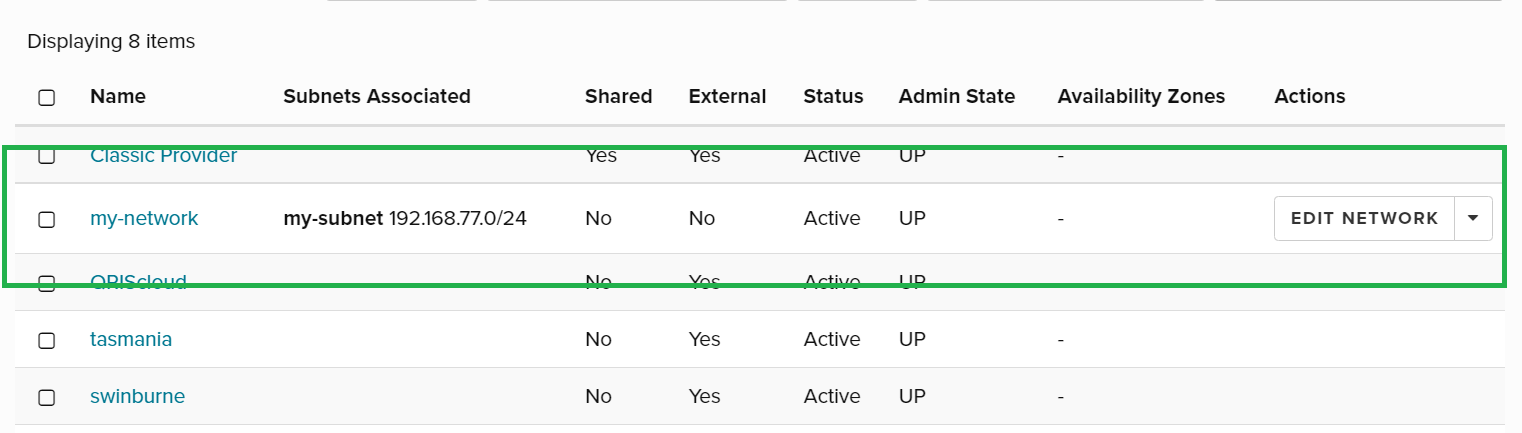 Displaying 8 items
Name Subnets Associated Shared External Status Admin State Availability Zones Actions
Classic Provider Yes Yes Active UP -
my-network my-subnet 192.168.77.0/24 No No Active UP - EDIT NETWORK
QRIScloud No Yes Active UP
tasmania No Yes Active UP -
swinburne No Yes Active UP -